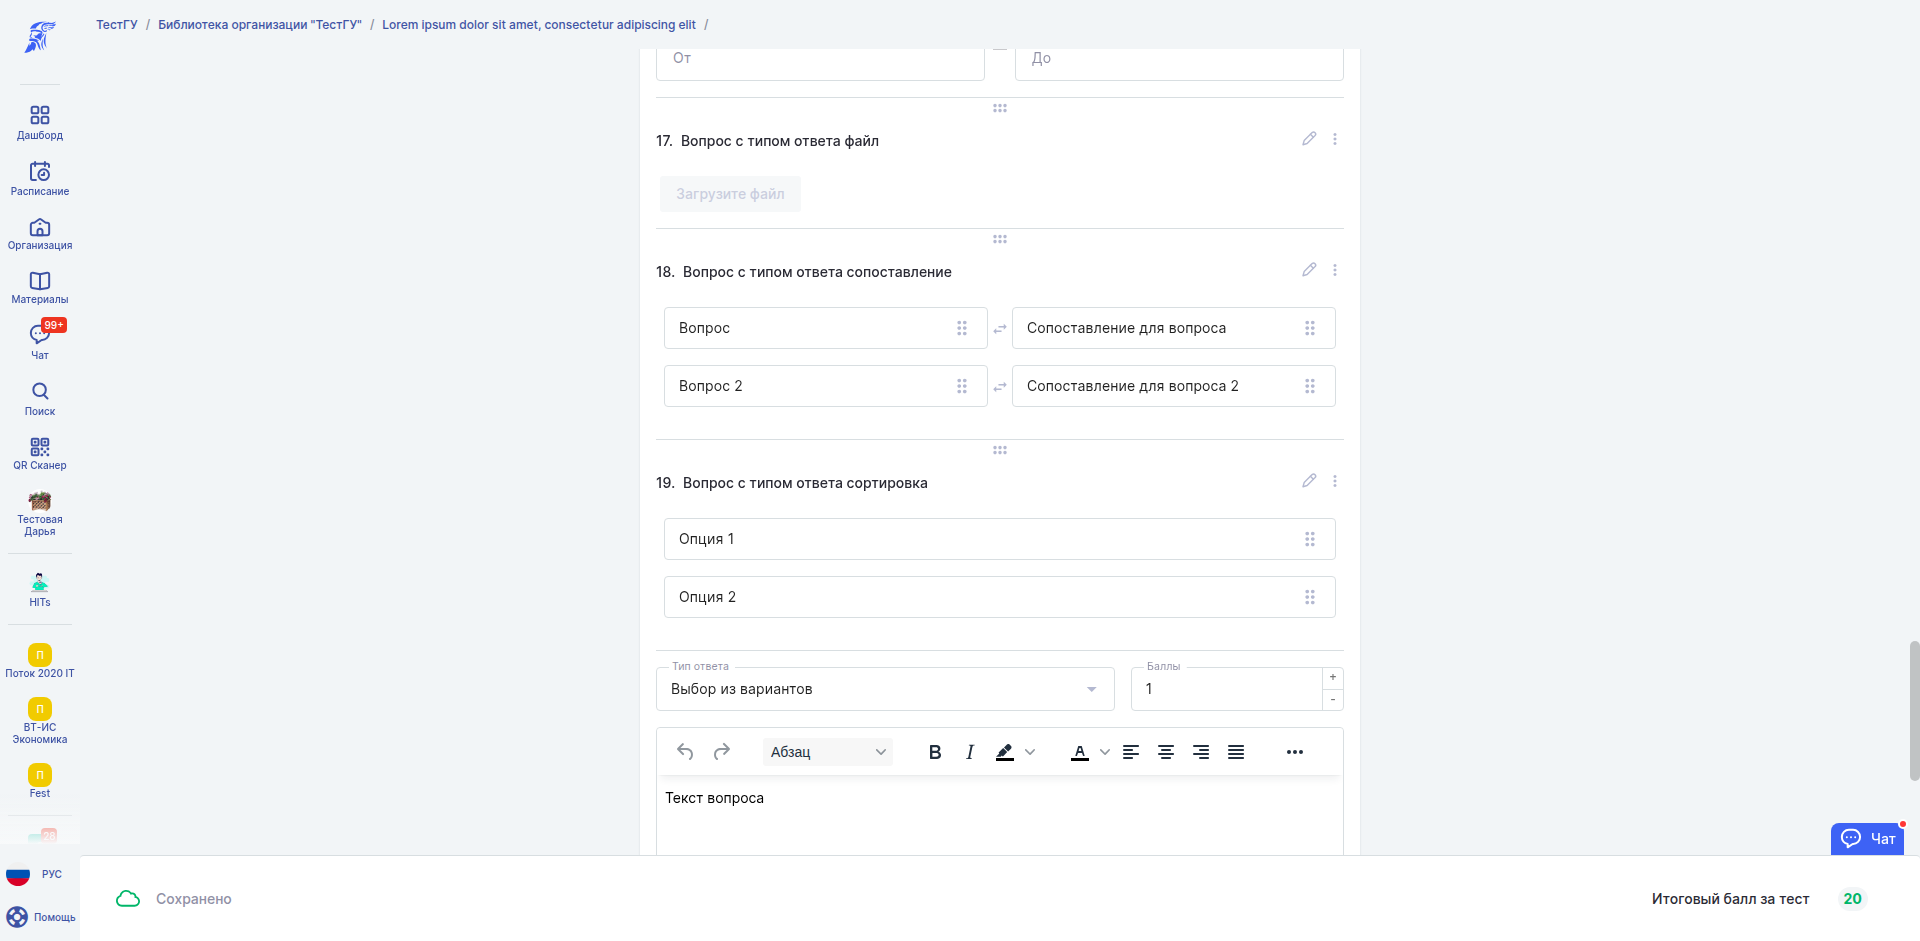 ТестГУ / Библиотека организации "ТестГУ" / Lorem ipsum dolor sit amet, consectetur adipiscing elit /
Дашборд
Расписание
Организация
Материалы
99+
Чат
Поиск
QR Сканер
Тестовая
Дарья
HITs
П
Поток 2020 IT
П
ВТ-ИС
Экономика
П
Fest
28
РУС
Помощь
От
До
17. Вопрос с типом ответа файл
Загрузите файл
18. Вопрос с типом ответа сопоставление
Вопрос
Сопоставление для вопроса
Вопрос 2
Сопоставление для вопроса 2
19. Вопрос с типом ответа сортировка
Опция 1
Опция 2
Тип ответа
Выбор из вариантов
Баллы
1
+
-
Абзац
B I A
Текст вопроса
Чат
Сохранено
Итоговый балл за тест 20